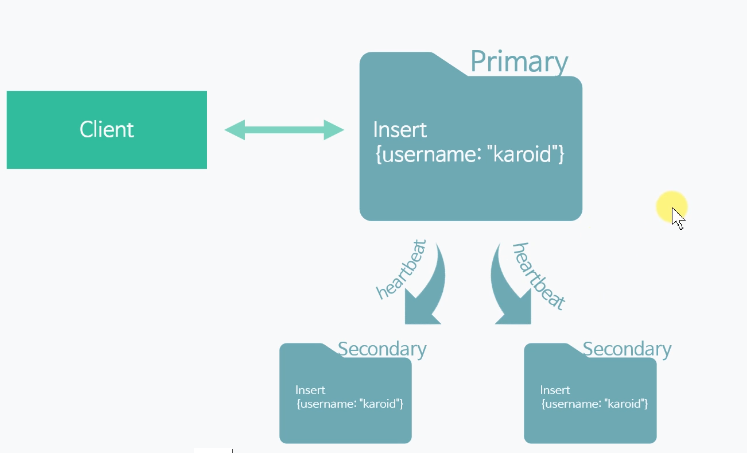 Primary
Client
Insert
{username: "karoid"}
heartbeat
heartbeat
Secondary
Insert
{username: "karoid"}
Secondary
Insert
{username: "karoid"}